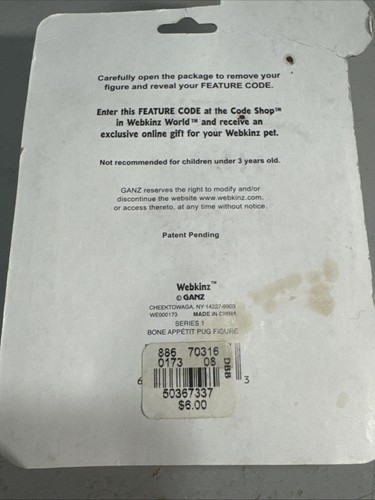 Carefully open the package to remove your
figure and reveal your FEATURE CODE.
Enter this FEATURE CODE at the Code Shop™
in Webkinz World™ and receive an
exclusive online gift for your Webkinz pet.
Not recommended for children under 3 years old.
GANZ reserves the right to modify and/or
discontinue the website www.webkinz.com,
or access thereto, at any time without notice.
Patent Pending
Webkinz™
© GANZ
CHEEKTOWAGA, NY 14227-9903
WE000173 MADE IN CHINA
SERIES 1
BONE APPÉTIT PUG FIGURE
886 70316
0173 08
DBB
6 3
50367337
$6.00